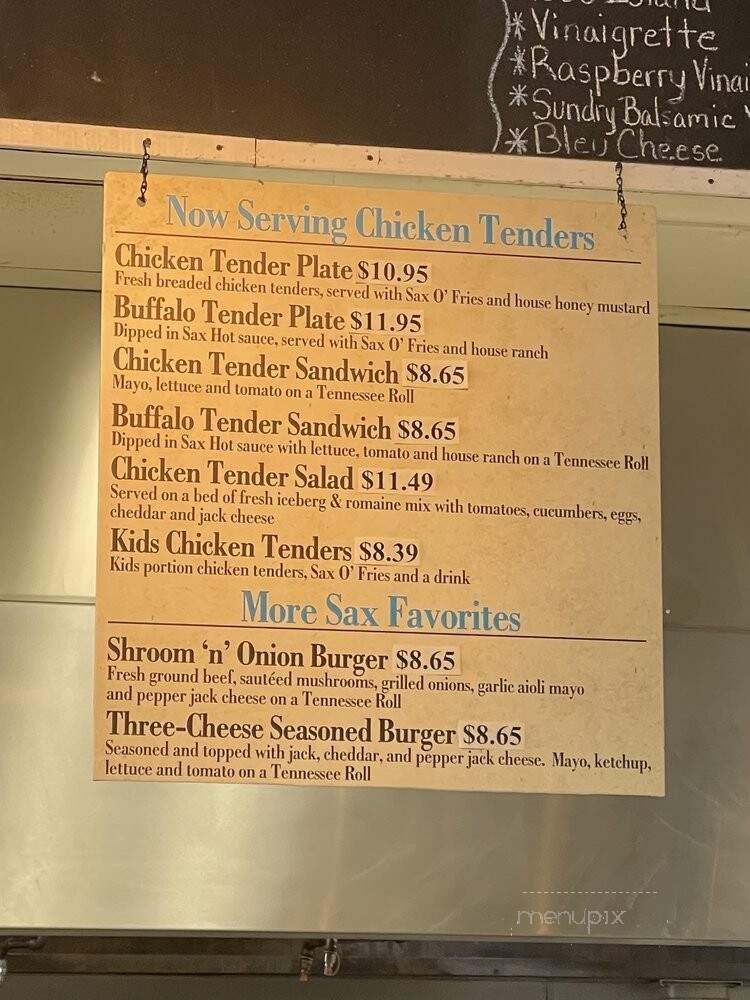 Island
* Vinaigrette
* Raspberry
* Sundry Balsamic
* Bleu Cheese
Now Serving Chicken Tenders
Chicken Tender Plate $10.95
Fresh breaded chicken tenders, served with Sax O' Fries and house honey mustard
Buffalo Tender Plate $11.95
Dipped in Sax Hot sauce, served with Sax O' Fries and house ranch
Chicken Tender Sandwich $8.65
Mayo, lettuce and tomato on a Tennessee Roll
Buffalo Tender Sandwich $8.65
Dipped in Sax Hot sauce with lettuce, tomato and house ranch on a Tennessee Roll
Chicken Tender Salad $11.49
Served on a bed of fresh iceberg & romaine mix with tomatoes, cucumbers, eggs,
cheddar and jack cheese
Kids Chicken Tenders $8.39
Kids portion chicken tenders, Sax O' Fries and a drink
More Sax Favorites
Shroom 'n' Onion Burger $8.65
Fresh ground beef, sautéed mushrooms, grilled onions, garlic aioli mayo
and pepper jack cheese on a Tennessee Roll
Three-Cheese Seasoned Burger $8.65
Seasoned and topped with jack, cheddar, and pepper jack cheese. Mayo, ketchup,
lettuce and tomato on a Tennessee Roll
menupix